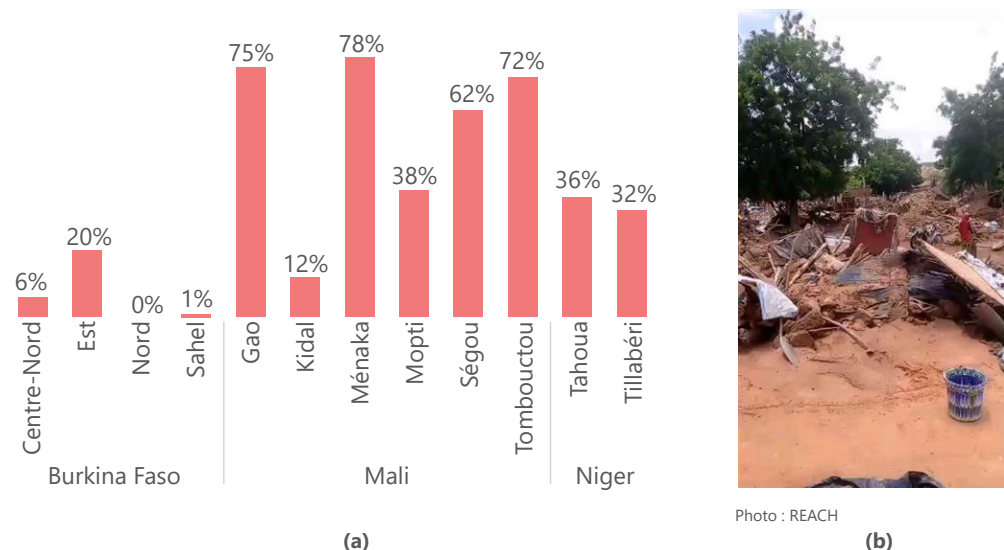 75%
78%
72%
62%
38%
36%
32%
20%
12%
6%
0%
1%
Centre-Nord
Est
Nord
Sahel
Gao
Kidal
Ménaka
Mopti
Ségou
Tombouctou
Tahoua
Tillabéri
Burkina Faso
Mali
Niger
Photo : REACH
(a)
(b)